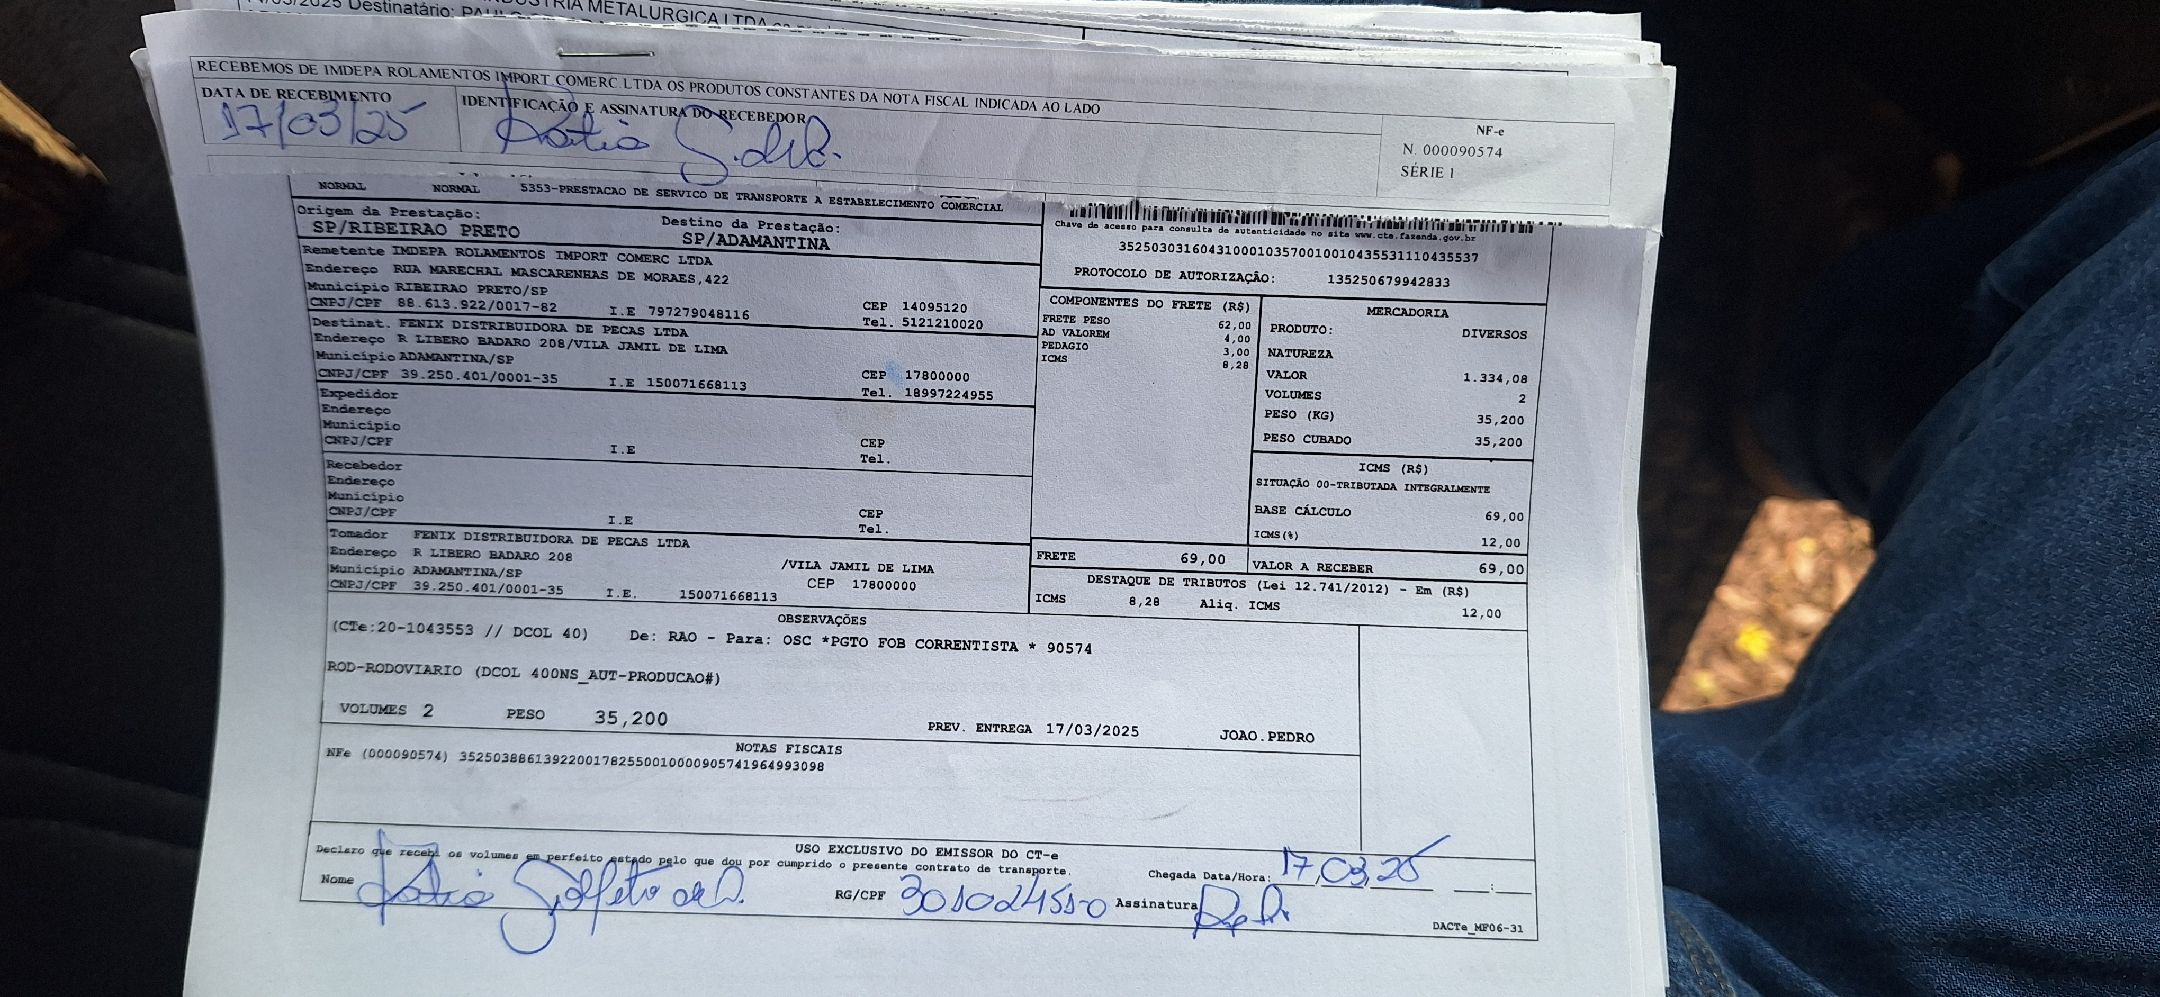 /03/2025 Destinatário: PAUL
INDUSTRIA METALURGICA LTDA
RECEBEMOS DE IMDEPA ROLAMENTOS IMPORT COMERC LTDA OS PRODUTOS CONSTANTES DA NOTA FISCAL INDICADA AO LADO
DATA DE RECEBIMENTO
17/03/25
IDENTIFICAÇÃO E ASSINATURA DO RECEBEDOR
NF-e
N. 000090574
SÉRIE 1
NORMAL NORMAL 5353-PRESTACAO DE SERVICO DE TRANSPORTE A ESTABELECIMENTO COMERCIAL
Origem da Prestação:
SP/RIBEIRAO PRETO
Destino da Prestação:
SP/ADAMANTINA
Chave de acesso para consulta de autenticidade no site www.cte.fazenda.gov.br
35250303160431000103570010010435531110435537
PROTOCOLO DE AUTORIZAÇÃO: 135250679942833
Remetente IMDEPA ROLAMENTOS IMPORT COMERC LTDA
Endereço RUA MARECHAL MASCARENHAS DE MORAES,422
Município RIBEIRAO PRETO/SP
CNPJ/CPF 88.613.922/0017-82 I.E 797279048116
CEP 14095120
Tel. 5121210020
Destinat. FENIX DISTRIBUIDORA DE PECAS LTDA
Endereço R LIBERO BADARO 208/VILA JAMIL DE LIMA
Município ADAMANTINA/SP
CNPJ/CPF 39.250.401/0001-35 I.E 150071668113
CEP 17800000
Tel. 18997224955
Expedidor
Endereço
Município
CNPJ/CPF I.E
CEP
Tel.
Recebedor
Endereço
Município
CNPJ/CPF I.E
CEP
Tel.
Tomador FENIX DISTRIBUIDORA DE PECAS LTDA
Endereço R LIBERO BADARO 208 /VILA JAMIL DE LIMA
Município ADAMANTINA/SP CEP 17800000
CNPJ/CPF 39.250.401/0001-35 I.E. 150071668113
COMPONENTES DO FRETE (R$)
FRETE PESO 62,00
AD VALOREM 4,00
PEDAGIO 3,00
ICMS 8,28
MERCADORIA
PRODUTO: DIVERSOS
NATUREZA
VALOR 1.334,08
VOLUMES 2
PESO (KG) 35,200
PESO CUBADO 35,200
ICMS (R$)
SITUAÇÃO 00-TRIBUTADA INTEGRALMENTE
BASE CÁLCULO 69,00
ICMS(%) 12,00
FRETE 69,00
VALOR A RECEBER 69,00
DESTAQUE DE TRIBUTOS (Lei 12.741/2012) - Em (R$)
ICMS 8,28 Aliq. ICMS 12,00
OBSERVAÇÕES
(CTe:20-1043553 // DCOL 40) De: RAO - Para: OSC *PGTO FOB CORRENTISTA * 90574
ROD-RODOVIARIO (DCOL 400NS_AUT-PRODUCAO#)
VOLUMES 2 PESO 35,200 PREV. ENTREGA 17/03/2025 JOAO.PEDRO
NOTAS FISCAIS
NFe (000090574) 35250388613922001782550010000905741964993098
USO EXCLUSIVO DO EMISSOR DO CT-e
Declaro que recebi os volumes em perfeito estado pelo que dou por cumprido o presente contrato de transporte.
Chegada Data/Hora: 17,03,25 __:__
Nome
RG/CPF 301024550
Assinatura
DACTe_MF06-31